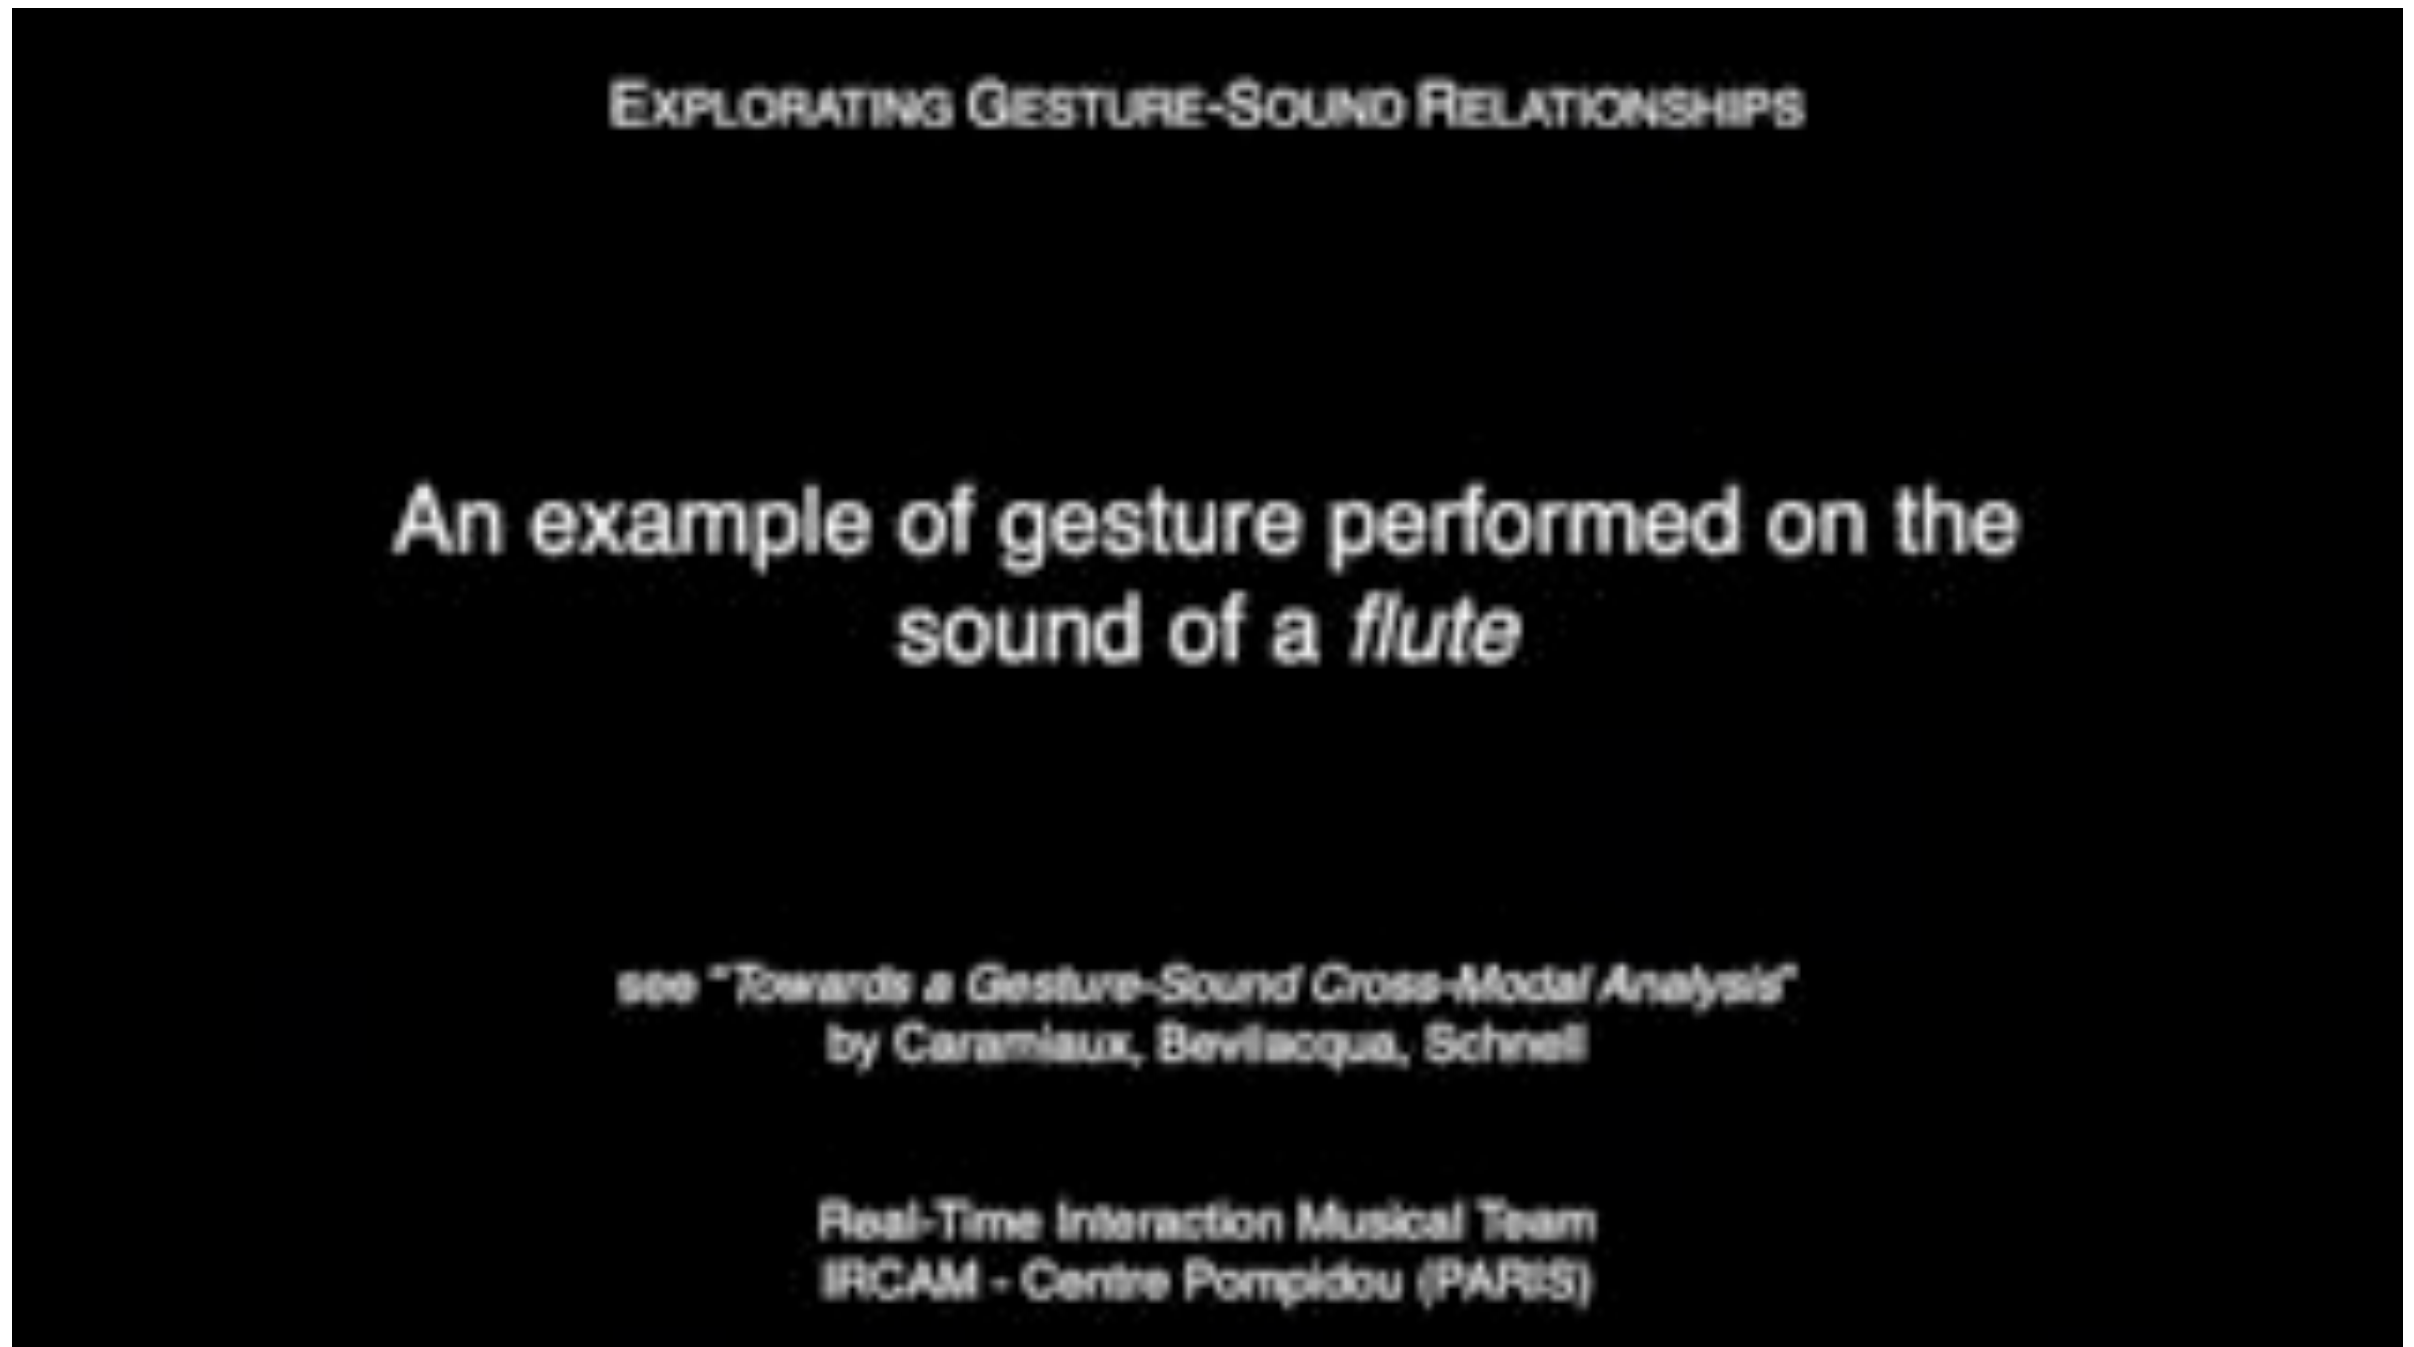 EXPLORATING GESTURE-SOUND RELATIONSHIPS
An example of gesture performed on the
sound of a flute
see "Towards a Gesture-Sound Cross-Modal Analysis"
by Caramiaux, Bevilacqua, Schnell
Real-Time Interaction Musical Team
IRCAM - Centre Pompidou (PARIS)